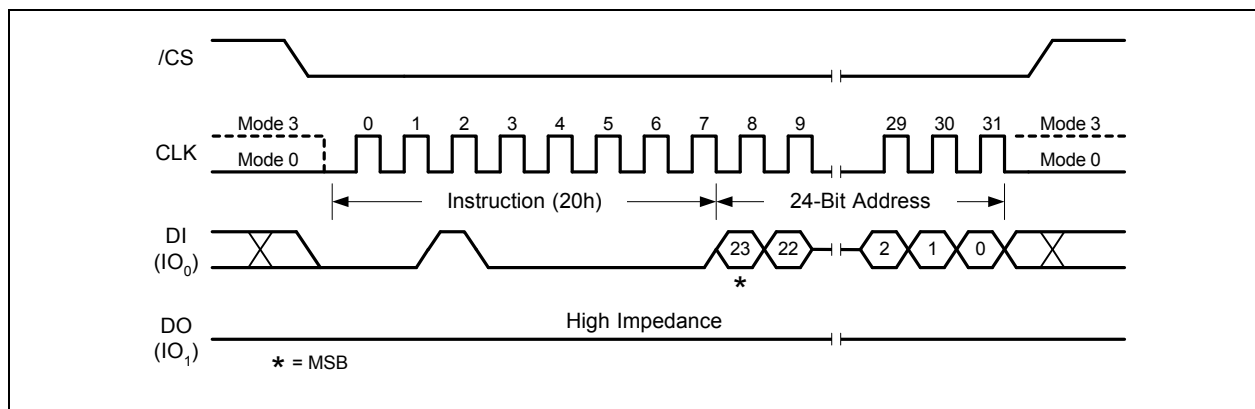 /CS
Mode 3 0 1 2 3 4 5 6 7 8 9 29 30 31 Mode 3
CLK
Mode 0 Mode 0
Instruction (20h) 24-Bit Address
DI
(IO0)
23 22 2 1 0
*
High Impedance
DO
(IO1)
* = MSB